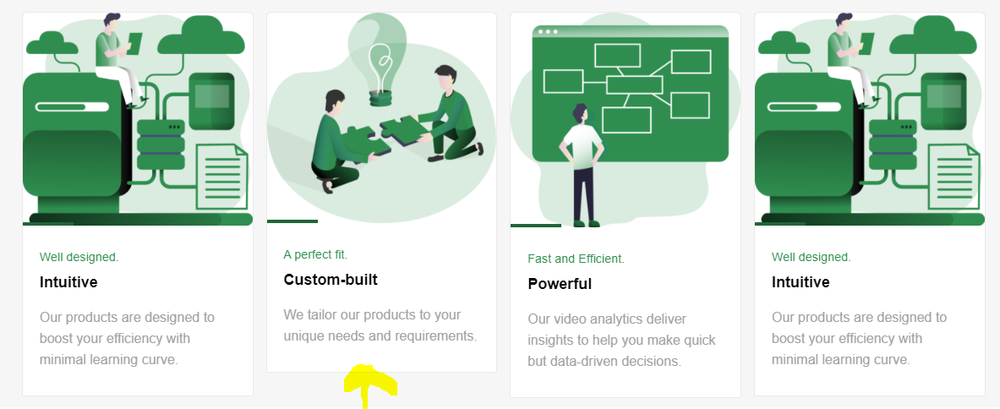 Well designed.
Intuitive
Our products are designed to
boost your efficiency with
minimal learning curve.
A perfect fit.
Custom-built
We tailor our products to your
unique needs and requirements.
Fast and Efficient.
Powerful
Our video analytics deliver
insights to help you make quick
but data-driven decisions.
Well designed.
Intuitive
Our products are designed to
boost your efficiency with
minimal learning curve.